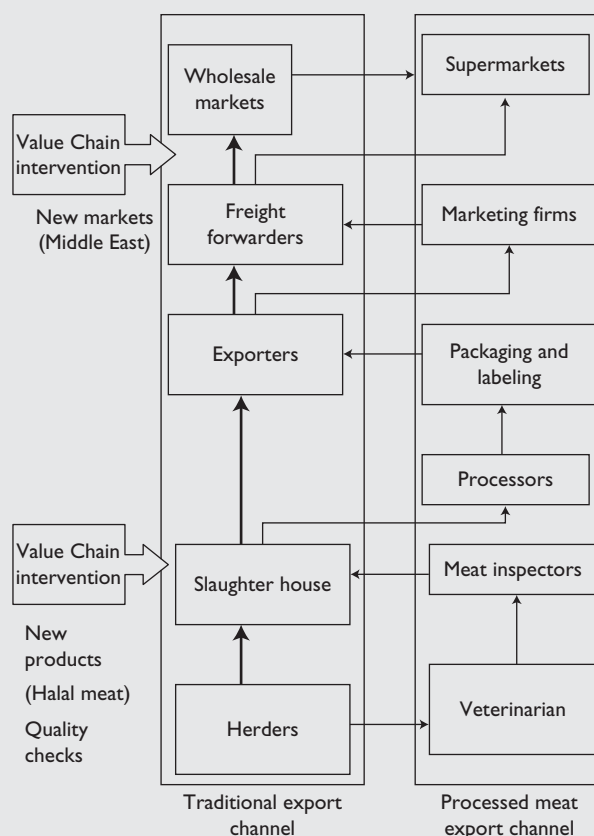 Wholesale
markets
Supermarkets
Value Chain
intervention
New markets
(Middle East)
Freight
forwarders
Marketing firms
Exporters
Packaging and
labeling
Processors
Value Chain
intervention
Slaughter house
Meat inspectors
New
products
(Halal meat)
Quality
checks
Herders
Veterinarian
Traditional export
channel
Processed meat
export channel